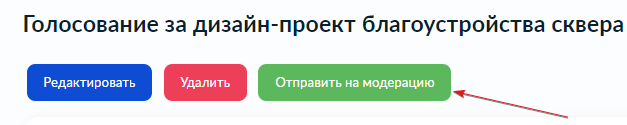 Голосование за дизайн-проект благоустройства сквера
Редактировать Удалить Отправить на модерацию